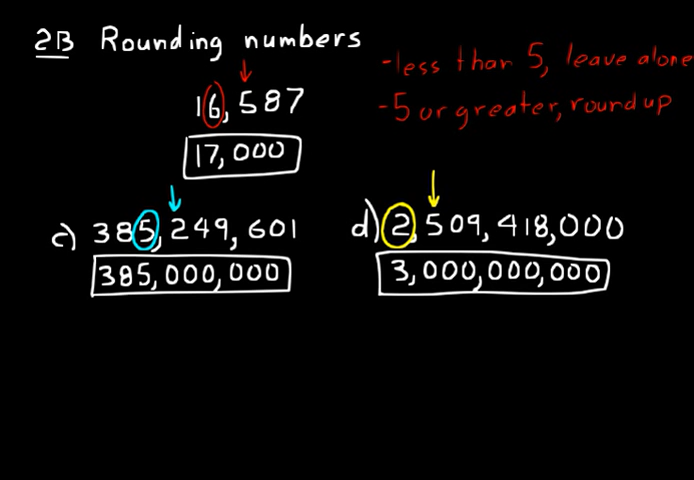 2B Rounding numbers
-less than 5, leave alone
-5 or greater, round up
16,587
17,000
c) 385,249,601
385,000,000
d) 2,509,418,000
3,000,000,000